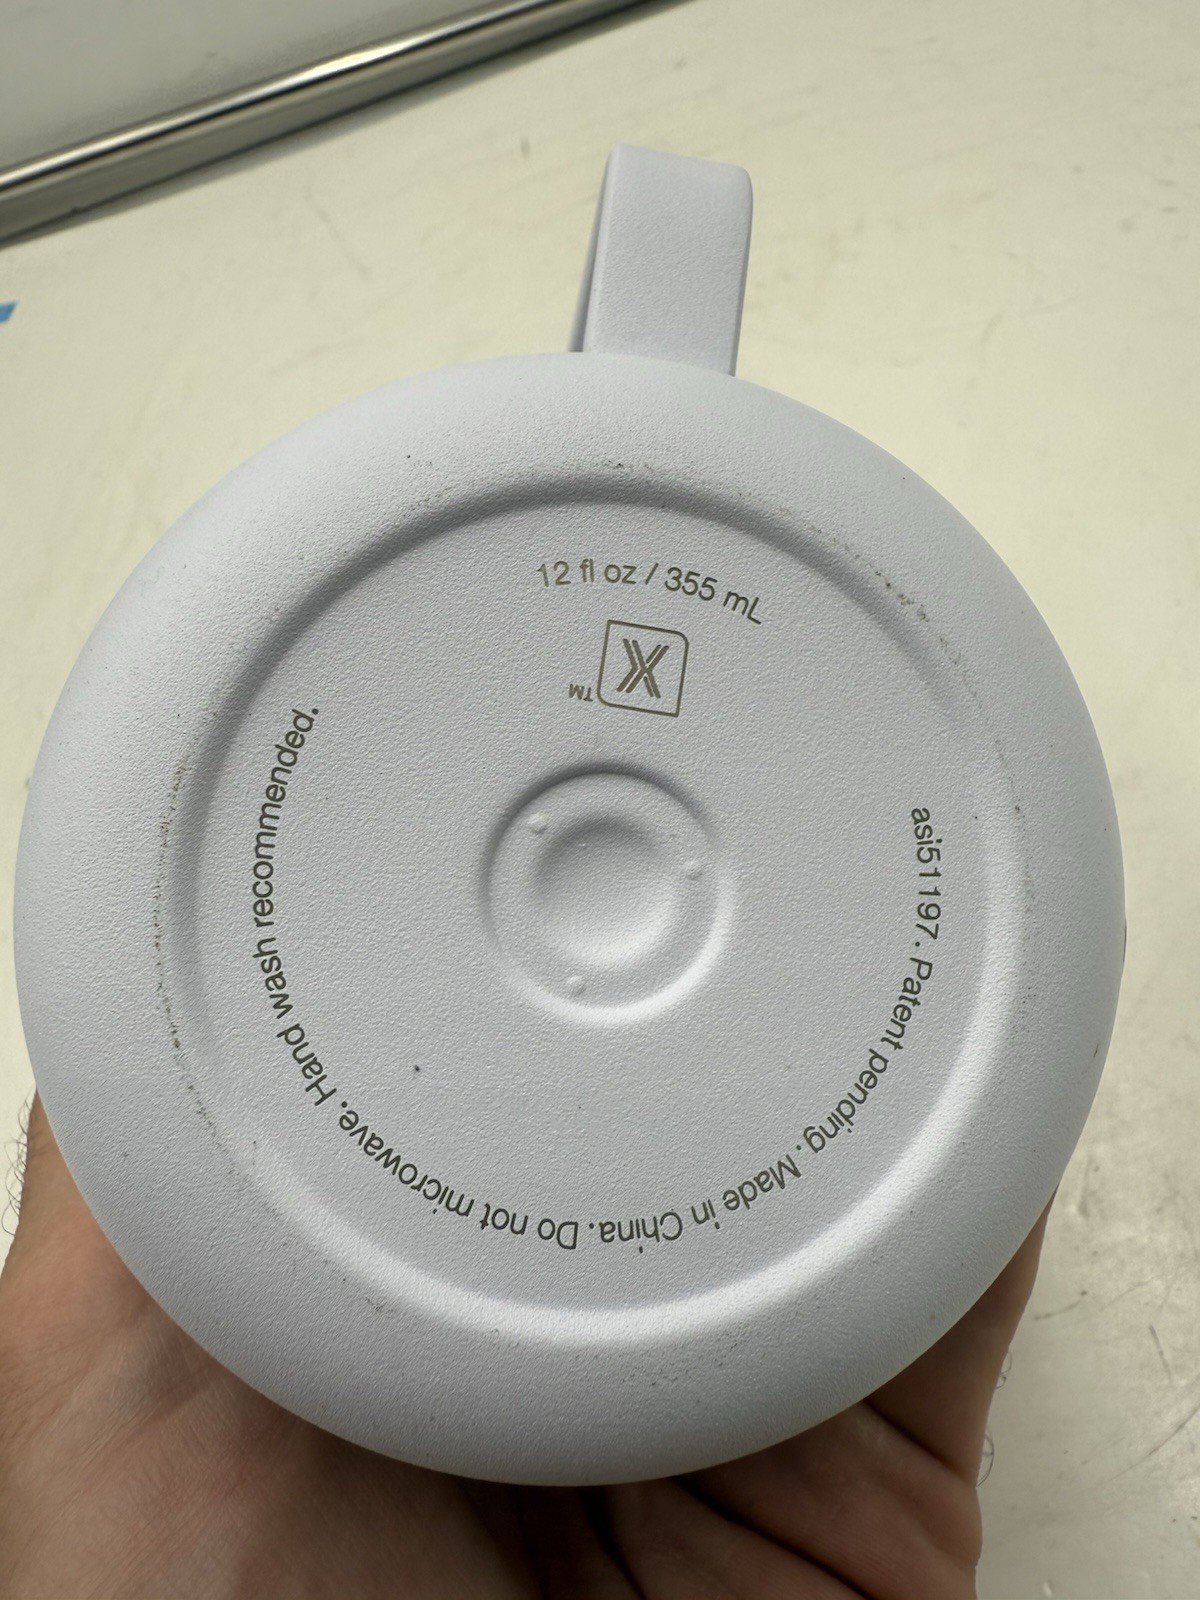 12 fl oz / 355 mL
X
TM
asi51197. Patent pending. Made in China. Do not microwave. Hand wash recommended.